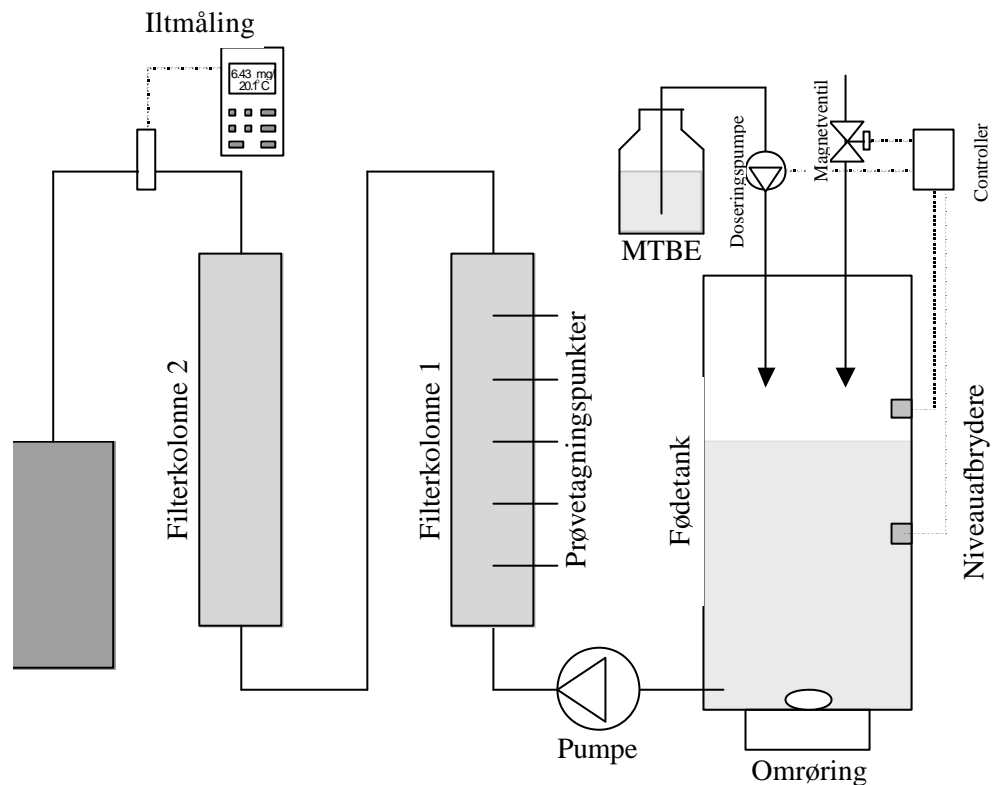 Iltmåling
6.43 mg/
20.1°C
MTBE
Doseringspumpe
Magnetventil
Controller
Filterkolonne 2
Filterkolonne 1
Prøvetagningspunkter
Fødetank
Niveauafbrydere
Pumpe
Omrøring